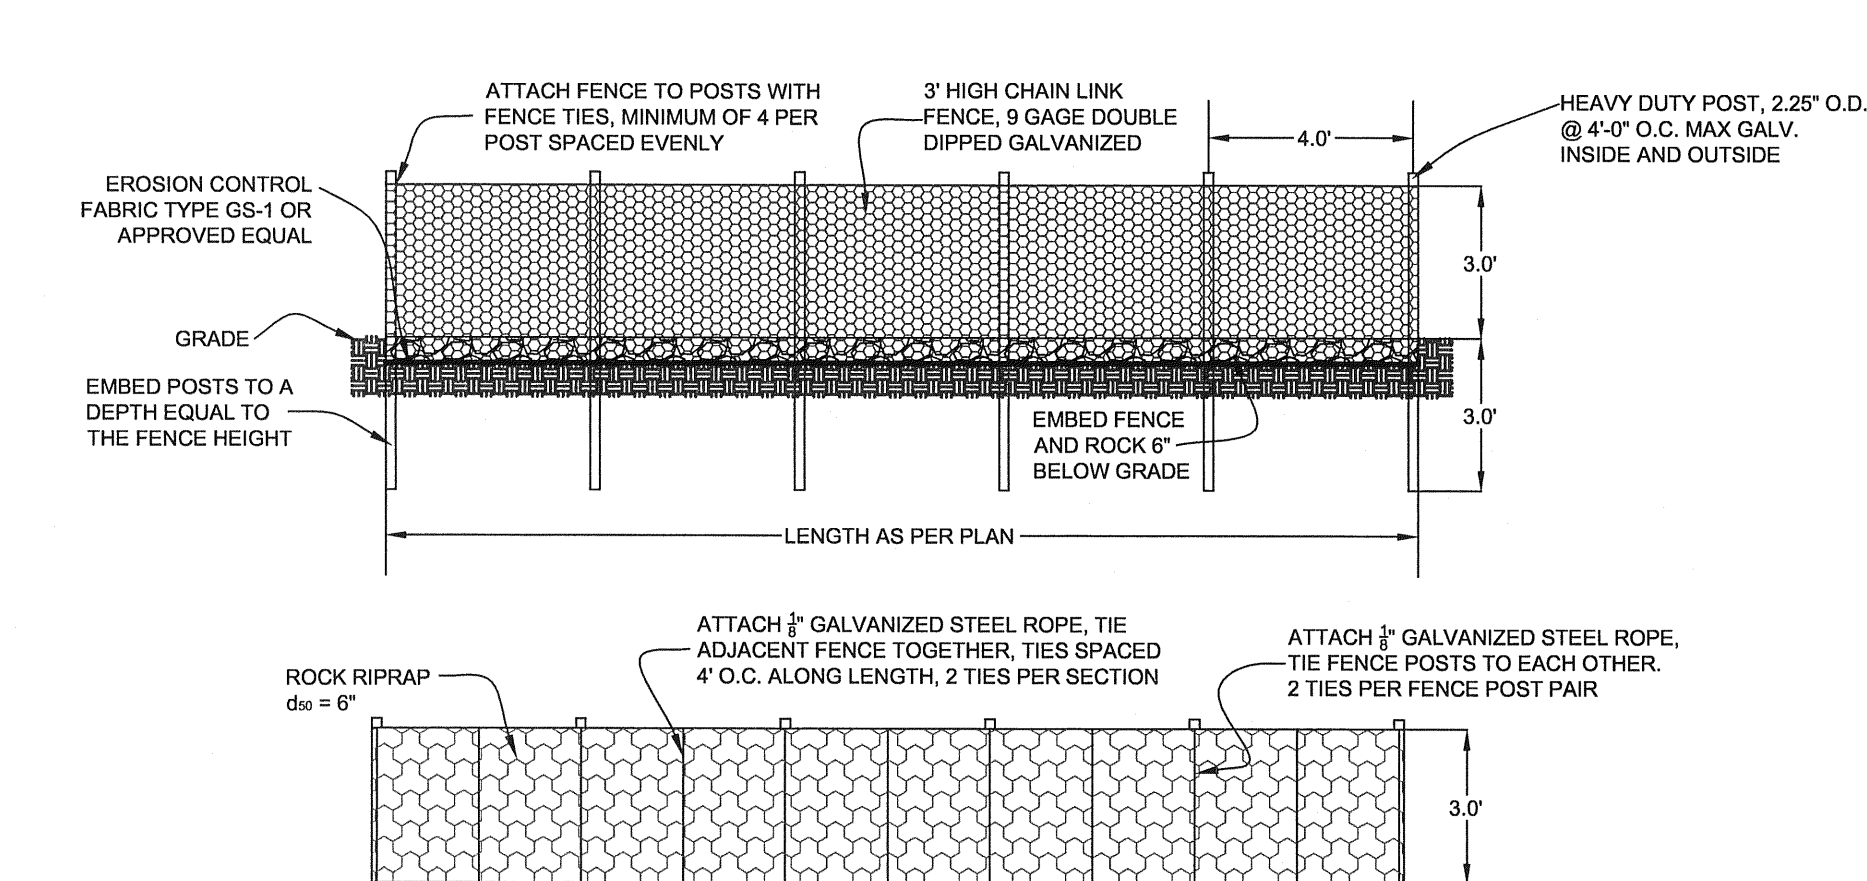 ATTACH FENCE TO POSTS WITH
FENCE TIES, MINIMUM OF 4 PER
POST SPACED EVENLY
3' HIGH CHAIN LINK
FENCE, 9 GAGE DOUBLE
DIPPED GALVANIZED
4.0'
HEAVY DUTY POST, 2.25" O.D.
@ 4'-0" O.C. MAX GALV.
INSIDE AND OUTSIDE
EROSION CONTROL
FABRIC TYPE GS-1 OR
APPROVED EQUAL
3.0'
GRADE
EMBED POSTS TO A
DEPTH EQUAL TO
THE FENCE HEIGHT
EMBED FENCE
AND ROCK 6"
BELOW GRADE
3.0'
LENGTH AS PER PLAN
ATTACH 1/8" GALVANIZED STEEL ROPE, TIE
ADJACENT FENCE TOGETHER, TIES SPACED
4' O.C. ALONG LENGTH, 2 TIES PER SECTION
ATTACH 1/8" GALVANIZED STEEL ROPE,
TIE FENCE POSTS TO EACH OTHER.
2 TIES PER FENCE POST PAIR
ROCK RIPRAP
d50 = 6"
3.0'